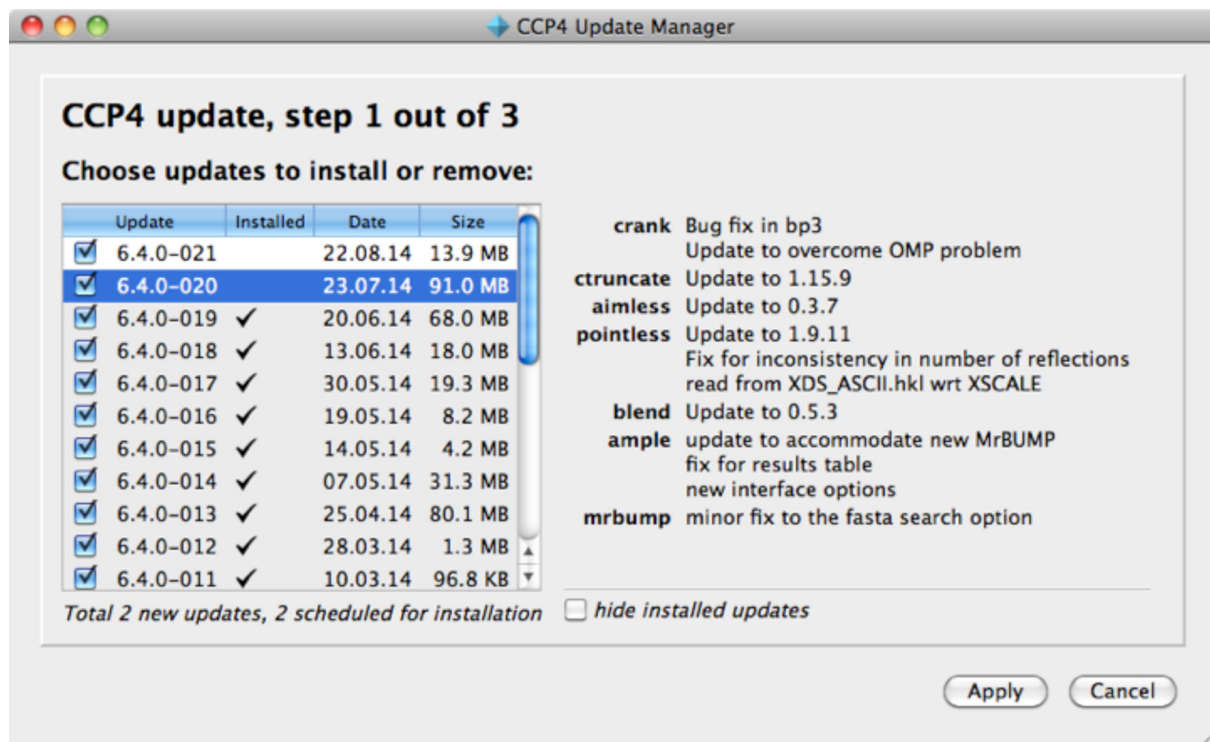 CCP4 Update Manager
CCP4 update, step 1 out of 3
Choose updates to install or remove:
Update Installed Date Size
6.4.0-021 22.08.14 13.9 MB
6.4.0-020 23.07.14 91.0 MB
6.4.0-019 ✓ 20.06.14 68.0 MB
6.4.0-018 ✓ 13.06.14 18.0 MB
6.4.0-017 ✓ 30.05.14 19.3 MB
6.4.0-016 ✓ 19.05.14 8.2 MB
6.4.0-015 ✓ 14.05.14 4.2 MB
6.4.0-014 ✓ 07.05.14 31.3 MB
6.4.0-013 ✓ 25.04.14 80.1 MB
6.4.0-012 ✓ 28.03.14 1.3 MB
6.4.0-011 ✓ 10.03.14 96.8 KB
Total 2 new updates, 2 scheduled for installation
crank Bug fix in bp3
Update to overcome OMP problem
ctruncate Update to 1.15.9
aimless Update to 0.3.7
pointless Update to 1.9.11
Fix for inconsistency in number of reflections
read from XDS_ASCII.hkl wrt XSCALE
blend Update to 0.5.3
ample update to accommodate new MrBUMP
fix for results table
new interface options
mrbump minor fix to the fasta search option
hide installed updates
Apply Cancel